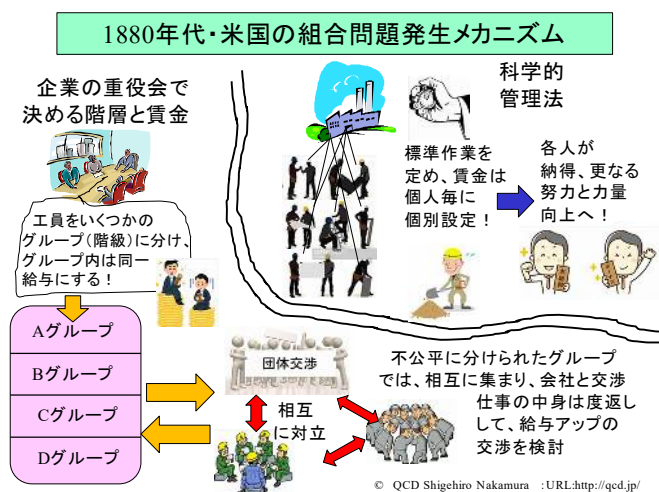 1880年代・米国の組合問題発生メカニズム
企業の重役会で
決める階層と賃金
工員をいくつかの
グループ(階級)に分け、
グループ内は同一
給与にする!
Aグループ
Bグループ
Cグループ
Dグループ
科学的
管理法
標準作業を
定め、賃金は
個人毎に
個別設定!
各人が
納得、更なる
努力と力量
向上へ!
団体交渉
相互
に対立
不公平に分けられたグループ
では、相互に集まり、会社と交渉
仕事の中身は度返し
して、給与アップの
交渉を検討
© QCD Shigehiro Nakamura :URL:http://qcd.jp/